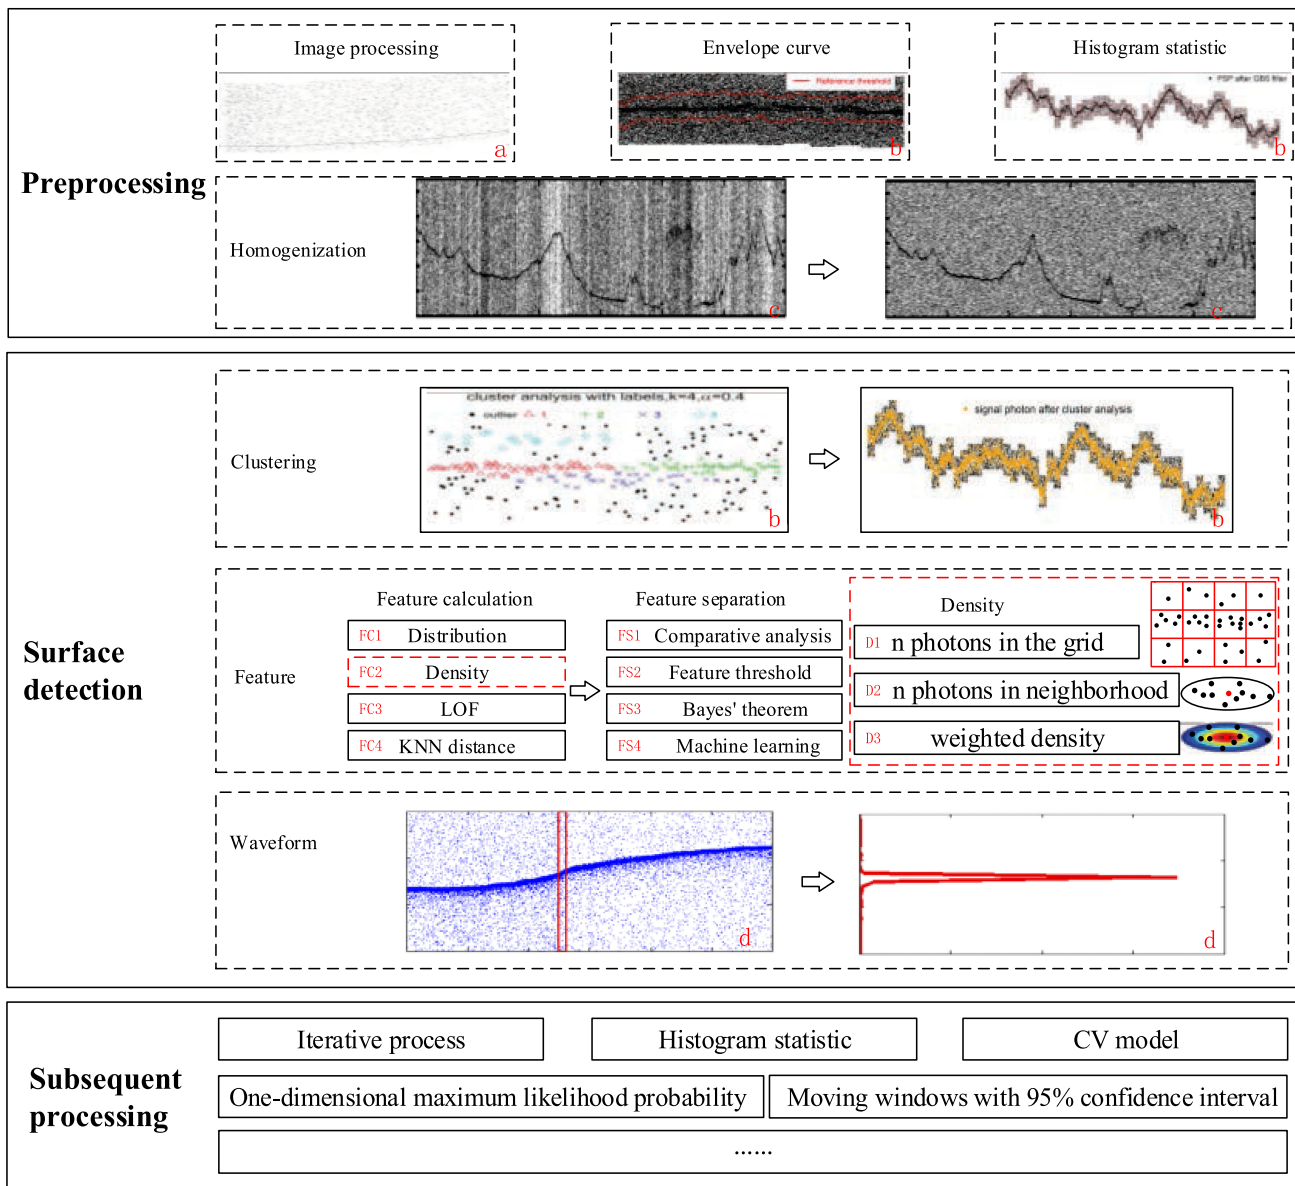 Image processing
Envelope curve
Histogram statistic
Reference threshold
PSP after GBS filter
a
b
b
Preprocessing
Homogenization
c
c
Clustering
cluster analysis with labels,k=4,α=0.4
outlier 1 2 3 4
signal photon after cluster analysis
b
b
Surface
detection
Feature
Feature calculation
FC1 Distribution
FC2 Density
FC3 LOF
FC4 KNN distance
Feature separation
FS1 Comparative analysis
FS2 Feature threshold
FS3 Bayes' theorem
FS4 Machine learning
Density
D1 n photons in the grid
D2 n photons in neighborhood
D3 weighted density
Waveform
d
d
Subsequent
processing
Iterative process
Histogram statistic
CV model
One-dimensional maximum likelihood probability
Moving windows with 95% confidence interval
......